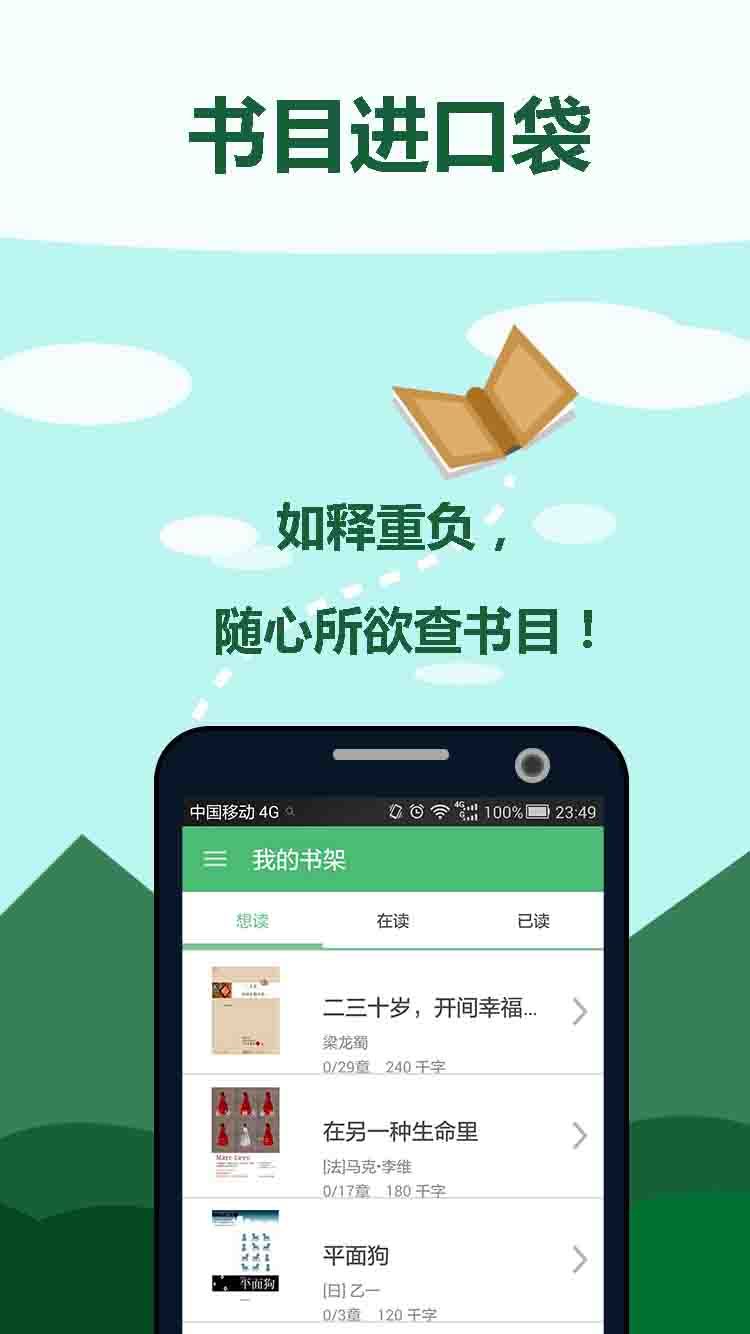 书目进口袋
如释重负，
随心所欲查书目！
中国移动 4G 4G 100% 23:49
我的书架
想读 在读 已读
二三十岁，开间幸福...
梁龙蜀
0/29章 240 千字
在另一种生命里
[法]马克·李维
0/17章 180 千字
平面狗
平面狗
[日] 乙一
0/3章 120 千字